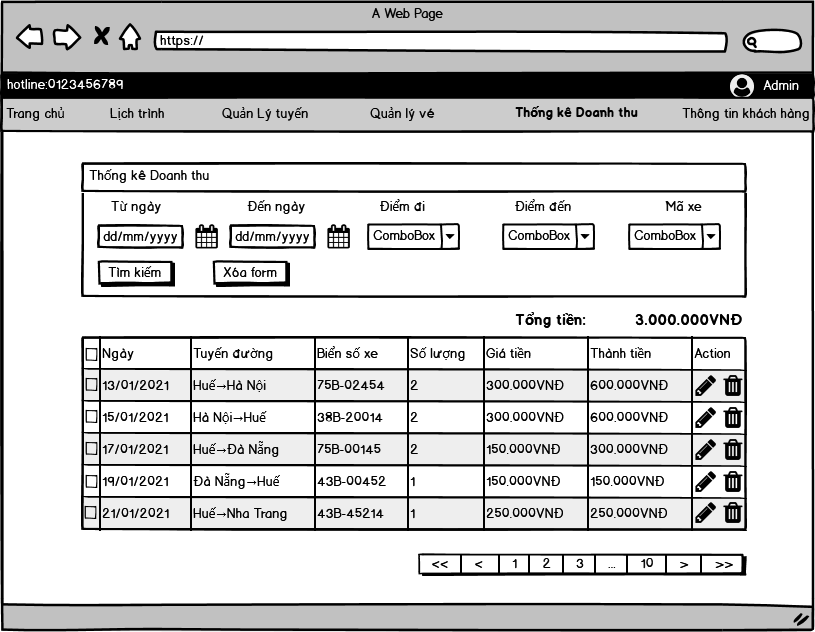 A Web Page
https://
hotline:0123456789 Admin
Trang chủ Lịch trình Quản Lý tuyến Quản lý vé Thống kê Doanh thu Thông tin khách hàng
Thống kê Doanh thu
Từ ngày Đến ngày Điểm đi Điểm đến Mã xe
dd/mm/yyyy dd/mm/yyyy ComboBox ComboBox ComboBox
Tìm kiếm Xóa form
Tổng tiền: 3.000.000VNĐ
Ngày Tuyến đường Biển số xe Số lượng Giá tiền Thành tiền Action
13/01/2021 Huế→Hà Nội 75B-02454 2 300.000VNĐ 600.000VNĐ
15/01/2021 Hà Nội→Huế 38B-20014 2 300.000VNĐ 600.000VNĐ
17/01/2021 Huế→Đà Nẵng 75B-00145 2 150.000VNĐ 300.000VNĐ
19/01/2021 Đà Nẵng→Huế 43B-00452 1 150.000VNĐ 150.000VNĐ
21/01/2021 Huế→Nha Trang 43B-45214 1 250.000VNĐ 250.000VNĐ
<< < 1 2 3 ... 10 > >>